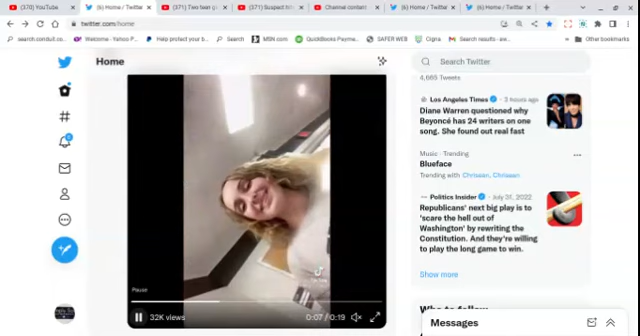 (370) YouTube
(6) Home / Twitter
(371) Two teen g
(371) Suspect h
Channel content
(6) Home / Twitter
(6) Home / Twitter
twitter.com/home
search.conduit.co...
Welcome - Yahoo P...
Help protect your b...
Search
MSN.com
QuickBooks Payme...
SAFER WEB
Cigna
Search results - aw...
Other bookmarks
Home
Search Twitter
4,665 Tweets
Los Angeles Times · 3 hours ago
Diane Warren questioned why
Beyoncé has 24 writers on one
song. She found out real fast
Music · Trending
Blueface
Trending with Chrisean, Chrisean,
Politics Insider · July 31, 2022
Republicans' next big play is to
'scare the hell out of
Washington' by rewriting the
Constitution. And they're willing
to play the long game to win.
Show more
Who to follow
Pause
32K views
0:07 / 0:19
Messages